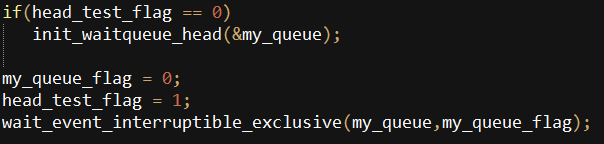 if(head_test_flag == 0)
init_waitqueue_head(&my_queue);
my_queue_flag = 0;
head_test_flag = 1;
wait_event_interruptible_exclusive(my_queue,my_queue_flag);